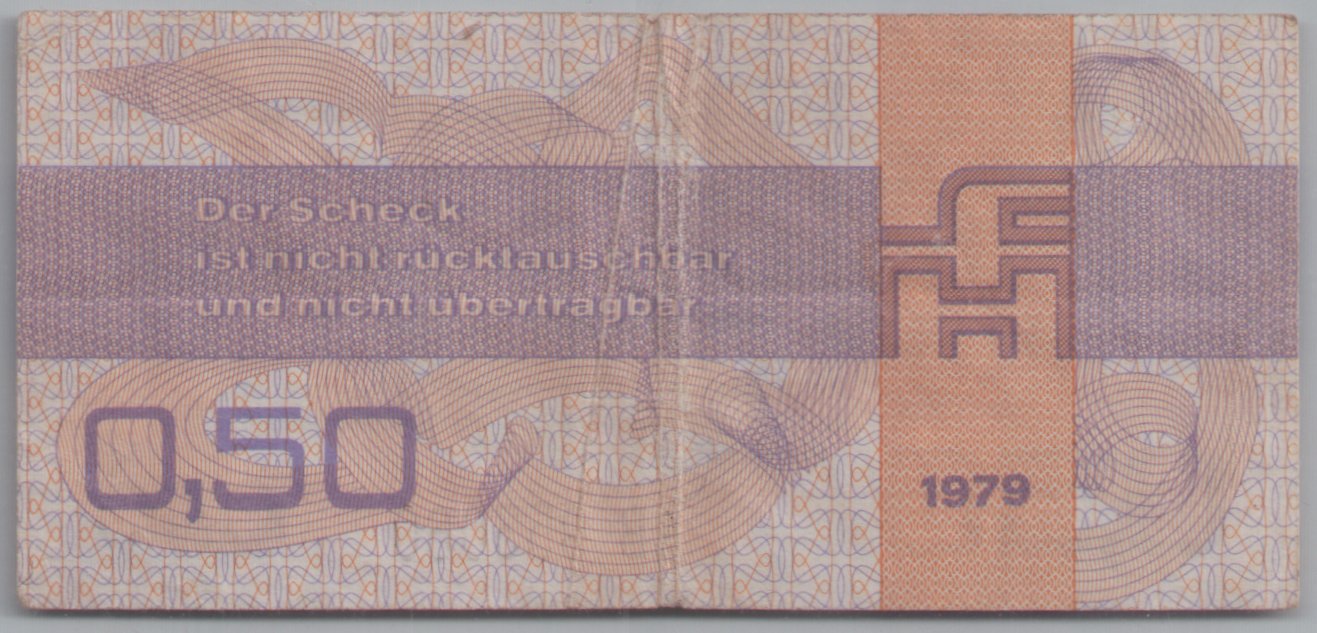 Der Scheck
ist nicht rücktauschbar
und nicht übertragbar
0,50
1979